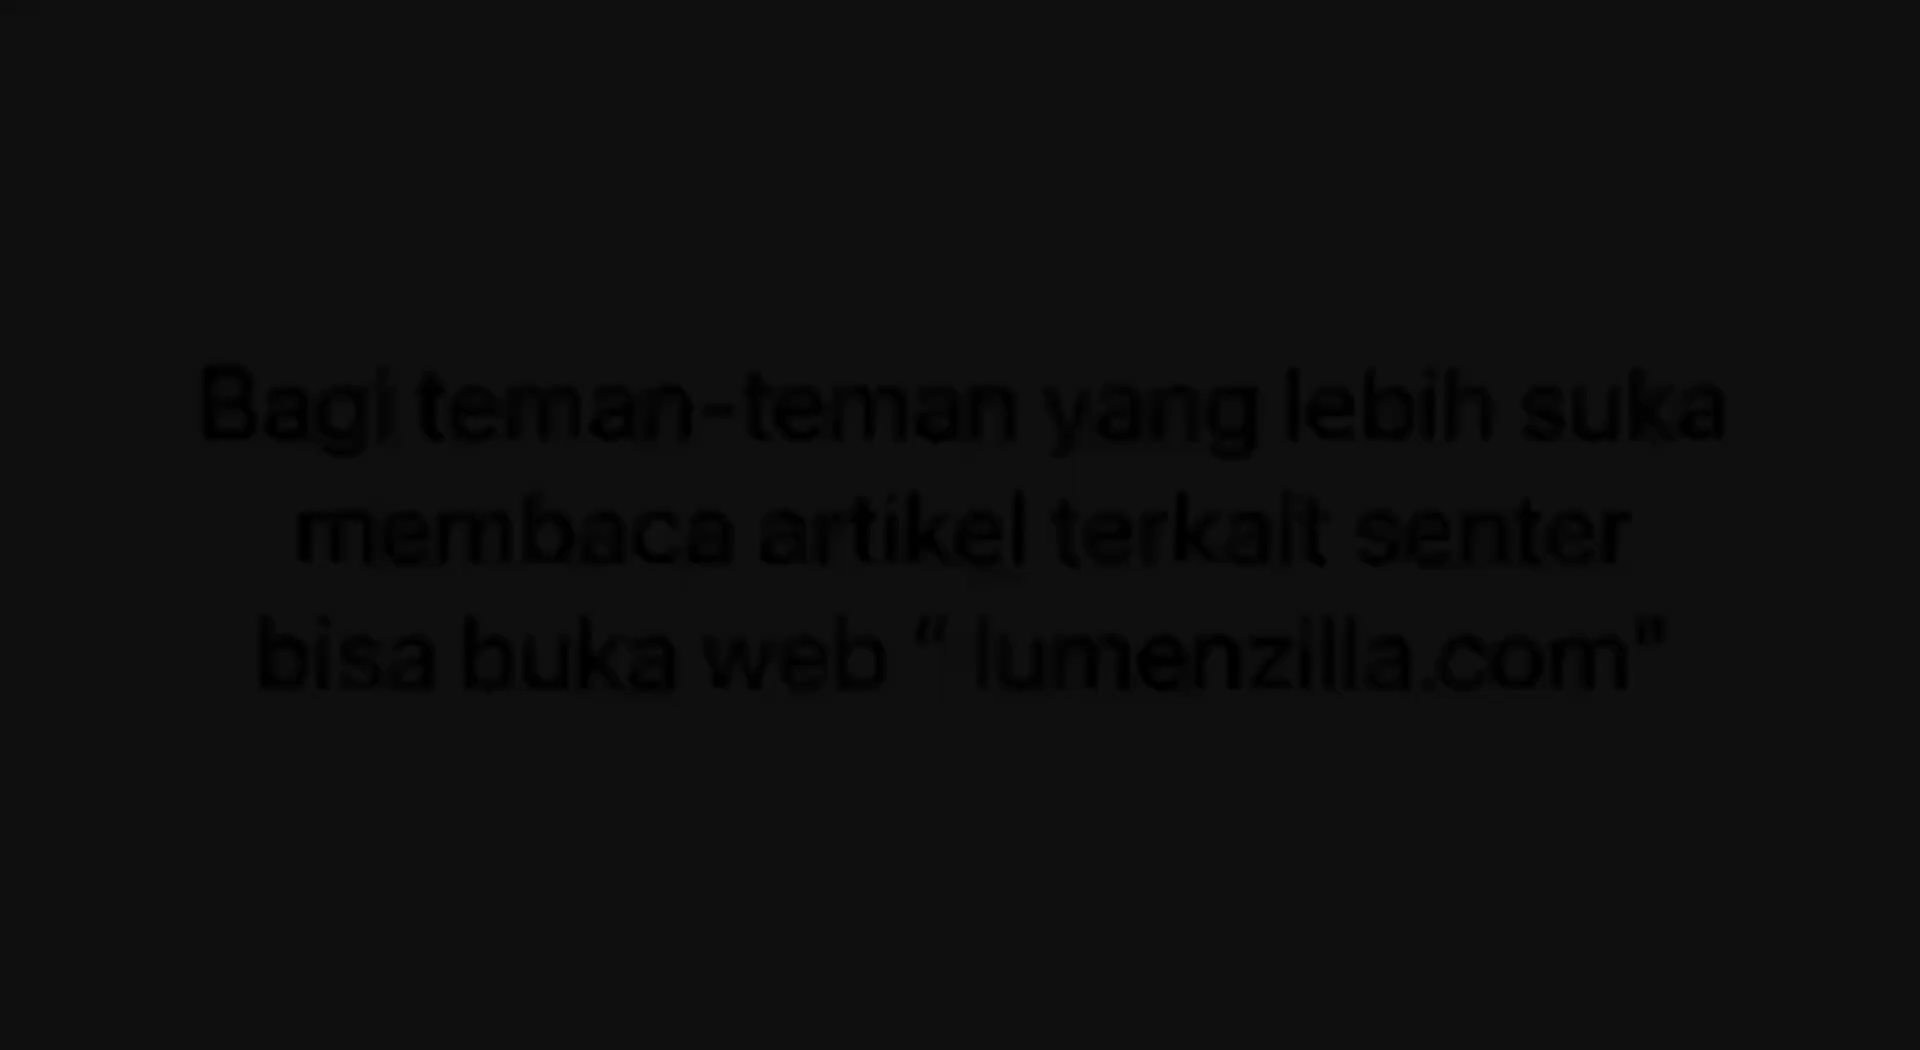 Bagi teman-teman yang lebih suka
membaca artikel terkait senter
bisa buka web “ lumenzilla.com"